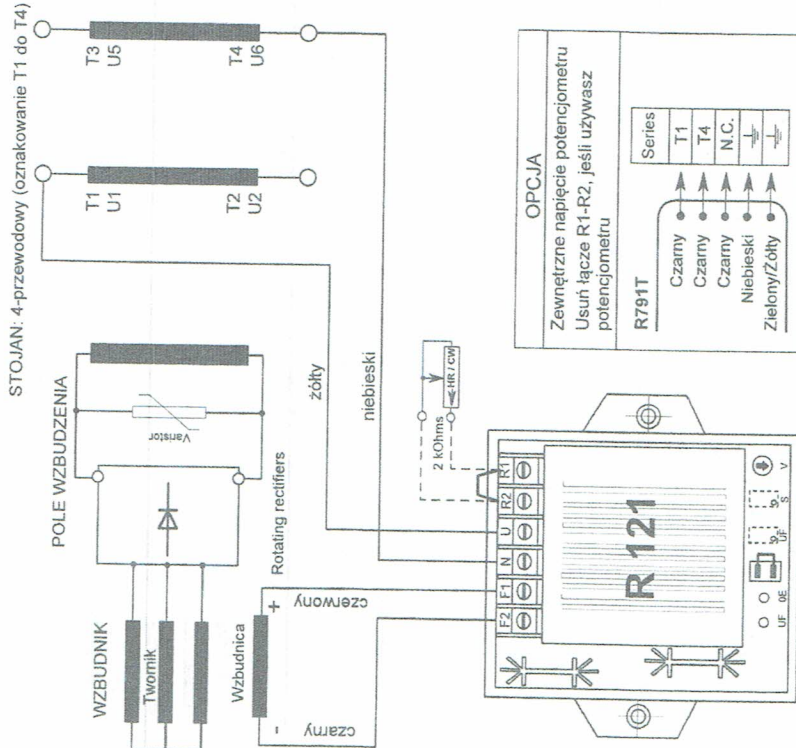 STOJAN: 4-przewodowy (oznakowanie T1 do T4)
T3
U5
T4
U6
T1
U1
T2
U2
POLE WZBUDZENIA
Varistor
WZBUDNIK
Twornik
Rotating rectifiers
Wzbudnica
-
+
czarny
czerwony
żółty
niebieski
2 kOhms
HR / CW
F2
F1
N
U
R2
R1
R 121
UF
OE
UF
S
V
OPCJA
Zewnętrzne napięcie potencjometru
Usuń łącze R1-R2, jeśli używasz
potencjometru
R791T
Series
Czarny T1
Czarny T4
Czarny N.C.
Niebieski
Zielony/Żółty